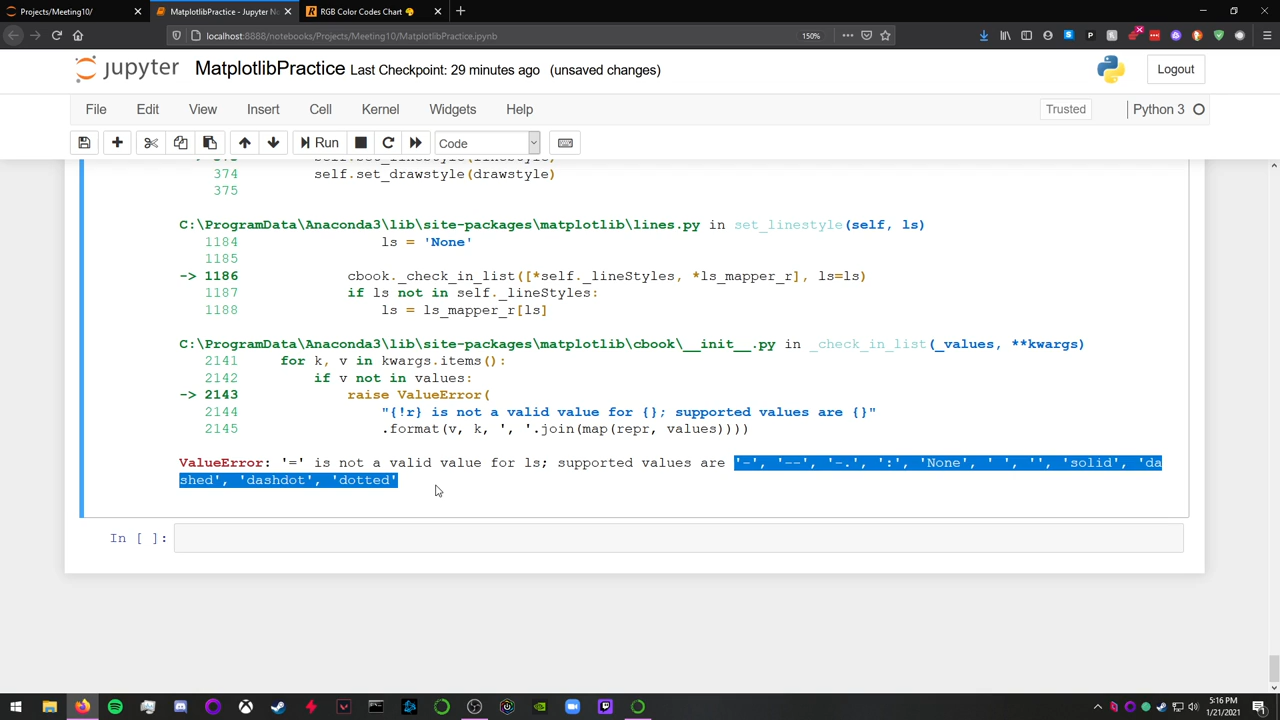 Projects/Meeting10/
MatplotlibPractice - Jupyter N
RGB Color Codes Chart
localhost:8888/notebooks/Projects/Meeting10/MatplotlibPractice.ipynb
150%
jupyter MatplotlibPractice Last Checkpoint: 29 minutes ago (unsaved changes)
Logout
File Edit View Insert Cell Kernel Widgets Help
Trusted
Python 3
Run
Code
374 self.set_drawstyle(drawstyle)
375
C:\ProgramData\Anaconda3\lib\site-packages\matplotlib\lines.py in set_linestyle(self, ls)
1184 ls = 'None'
1185
-> 1186 cbook._check_in_list([*self._lineStyles, *ls_mapper_r], ls=ls)
1187 if ls not in self._lineStyles:
1188 ls = ls_mapper_r[ls]
C:\ProgramData\Anaconda3\lib\site-packages\matplotlib\cbook\__init__.py in _check_in_list(_values, **kwargs)
2141 for k, v in kwargs.items():
2142 if v not in values:
-> 2143 raise ValueError(
2144 "{!r} is not a valid value for {}; supported values are {}"
2145 .format(v, k, ', '.join(map(repr, values))))
ValueError: '=' is not a valid value for ls; supported values are '-', '--', '-.', ':', 'None', ' ', '', 'solid', 'da
shed', 'dashdot', 'dotted'
In [ ]:
5:16 PM
1/21/2021